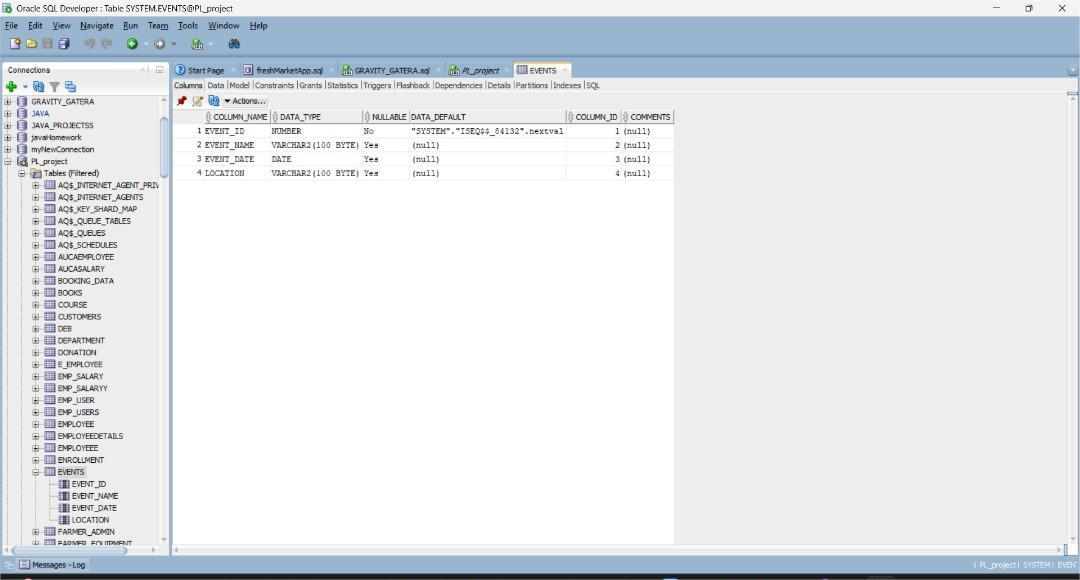 Oracle SQL Developer : Table SYSTEM.EVENTS@PL_project
File Edit View Navigate Run Team Tools Window Help
Connections
Start Page freshMarketApp.sql GRAVITY_GATERA.sql PL_project EVENTS
Columns Data Model Constraints Grants Statistics Triggers Flashback Dependencies Details Partitions Indexes SQL
Actions...
COLUMN_NAME DATA_TYPE NULLABLE DATA_DEFAULT COLUMN_ID COMMENTS
1 EVENT_ID NUMBER No "SYSTEM"."ISEQ$$_84132".nextval 1 (null)
2 EVENT_NAME VARCHAR2(100 BYTE) Yes (null) 2 (null)
3 EVENT_DATE DATE Yes (null) 3 (null)
4 LOCATION VARCHAR2(100 BYTE) Yes (null) 4 (null)
GRAVITY_GATERA
JAVA
JAVA_PROJECTSS
javaHomework
myNewConnection
PL_project
Tables (Filtered)
AQ$_INTERNET_AGENT_PRIV
AQ$_INTERNET_AGENTS
AQ$_KEY_SHARD_MAP
AQ$_QUEUE_TABLES
AQ$_QUEUES
AQ$_SCHEDULES
AUCAEMPLOYEE
AUCASALARY
BOOKING_DATA
BOOKS
COURSE
CUSTOMERS
DEB
DEPARTMENT
DONATION
E_EMPLOYEE
EMP_SALARY
EMP_SALARYY
EMP_USER
EMP_USERS
EMPLOYEE
EMPLOYEEDETAILS
EMPLOYEEE
ENROLLMENT
EVENTS
EVENT_ID
EVENT_NAME
EVENT_DATE
LOCATION
FARMER_ADMIN
FARMER_EQUIPMENT
Messages - Log
PL_project SYSTEM EVEN